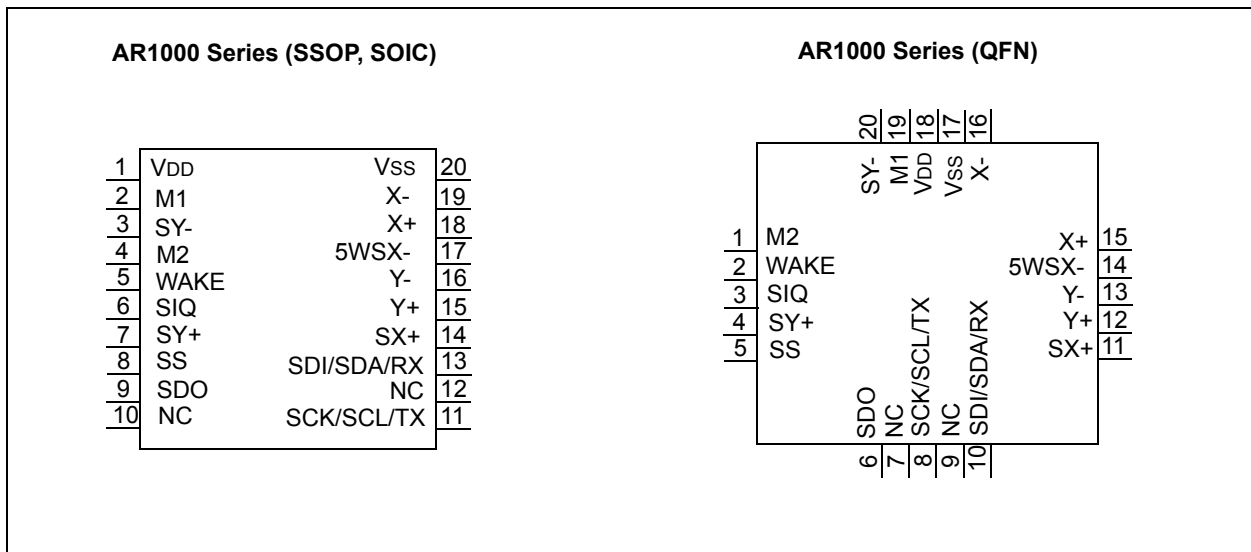 AR1000 Series (SSOP, SOIC)
1 VDD VSS 20
2 M1 X- 19
3 SY- X+ 18
4 M2 5WSX- 17
5 WAKE Y- 16
6 SIQ Y+ 15
7 SY+ SX+ 14
8 SS SDI/SDA/RX 13
9 SDO NC 12
10 NC SCK/SCL/TX 11
AR1000 Series (QFN)
20 19 18 17 16
SY- M1 VDD VSS X-
1 M2 X+ 15
2 WAKE 5WSX- 14
3 SIQ Y- 13
4 SY+ Y+ 12
5 SS SX+ 11
SDO NC SCK/SCL/TX NC SDI/SDA/RX
6 7 8 9 10